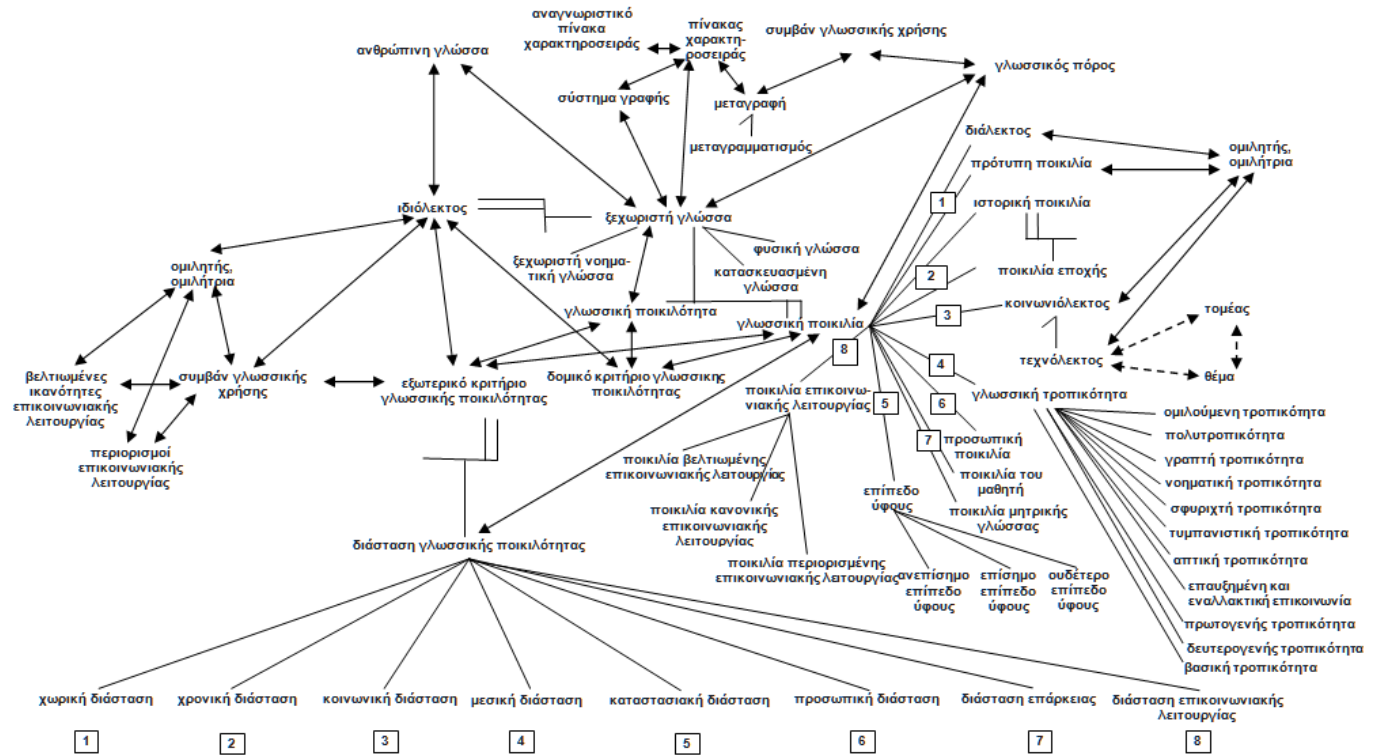 αναγνωριστικό
πίνακα
χαρακτηροσειράς
πίνακας
χαρακτη-
ροσειράς
συμβάν γλωσσικής χρήσης
ανθρώπινη γλώσσα
γλωσσικός πόρος
σύστημα γραφής
μεταγραφή
μεταγραμματισμός
διάλεκτος
πρότυπη ποικιλία
ομιλητής,
ομιλήτρια
1
ιστορική ποικιλία
ιδιόλεκτος
ξεχωριστή γλώσσα
φυσική γλώσσα
ξεχωριστή νοημα-
τική γλώσσα
κατασκευασμένη
γλώσσα
ομιλητής,
ομιλήτρια
2
ποικιλία εποχής
3
κοινωνιόλεκτος
τομέας
γλωσσική ποικιλότητα
γλωσσική ποικιλία
8
τεχνόλεκτος
θέμα
4
βελτιωμένες
ικανότητες
επικοινωνιακής
λειτουργίας
συμβάν γλωσσικής
χρήσης
εξωτερικό κριτήριο
γλωσσικής ποικιλότητας
δομικό κριτήριο γλωσσικης
ποικιλότητας
ποικιλία επικοινω-
νιακής λειτουργίας
5
6
γλωσσική τροπικότητα
7
προσωπική
ποικιλία
ομιλούμενη τροπικότητα
πολυτροπικότητα
γραπτή τροπικότητα
νοηματική τροπικότητα
σφυριχτή τροπικότητα
τυμπανιστική τροπικότητα
απτική τροπικότητα
επαυξημένη και
εναλλακτική επικοινωνία
πρωτογενής τροπικότητα
δευτερογενής τροπικότητα
βασική τροπικότητα
περιορισμοί
επικοινωνιακής
λειτουργίας
ποικιλία βελτιωμένης
επικοινωνιακής λειτουργίας
ποικιλία του
μαθητή
επίπεδο
ύφους
ποικιλία μητρικής
γλώσσας
ποικιλία κανονικής
επικοινωνιακής
λειτουργίας
ποικιλία περιορισμένης
επικοινωνιακής λειτουργίας
ανεπίσημο
επίπεδο
ύφους
επίσημο
επίπεδο
ύφους
ουδέτερο
επίπεδο
ύφους
διάσταση γλωσσικής ποικιλότητας
χωρική διάσταση
χρονική διάσταση
κοινωνική διάσταση
μεσική διάσταση
καταστασιακή διάσταση
προσωπική διάσταση
διάσταση επάρκειας
διάσταση επικοινωνιακής
λειτουργίας
1
2
3
4
5
6
7
8